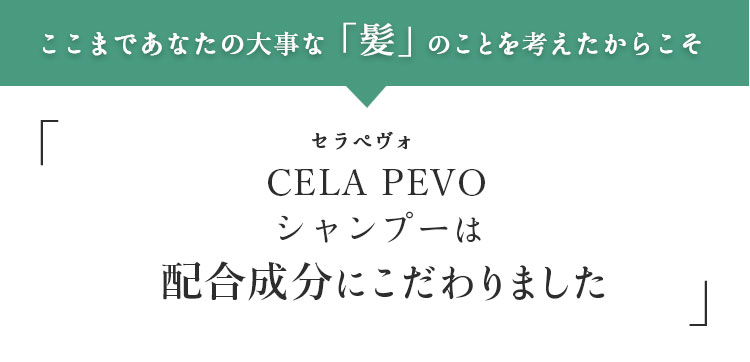 ここまであなたの大事な「髪」のことを考えたからこそ
「
セラペヴォ
CELA PEVO
シャンプーは
配合成分にこだわりました
」